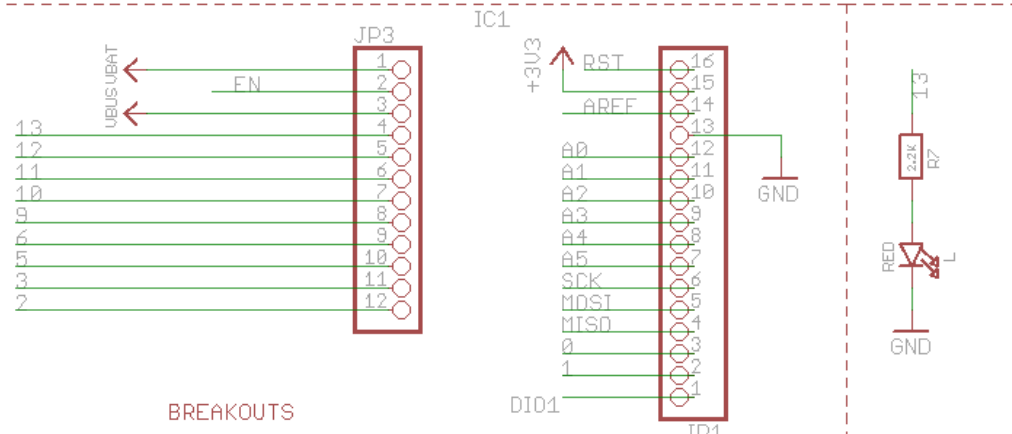 IC1
JP3
VBAT
1
EN
2
VBUS
3
13
4
12
5
11
6
10
7
9
8
6
9
5
10
3
11
2
12
BREAKOUTS
+3V3
RST
16
15
AREF
14
13
GND
A0
12
A1
11
A2
10
A3
9
A4
8
A5
7
SCK
6
MOSI
5
MISO
4
0
3
1
2
DIO1
1
JP1
13
2.2K
R7
RED
L
GND